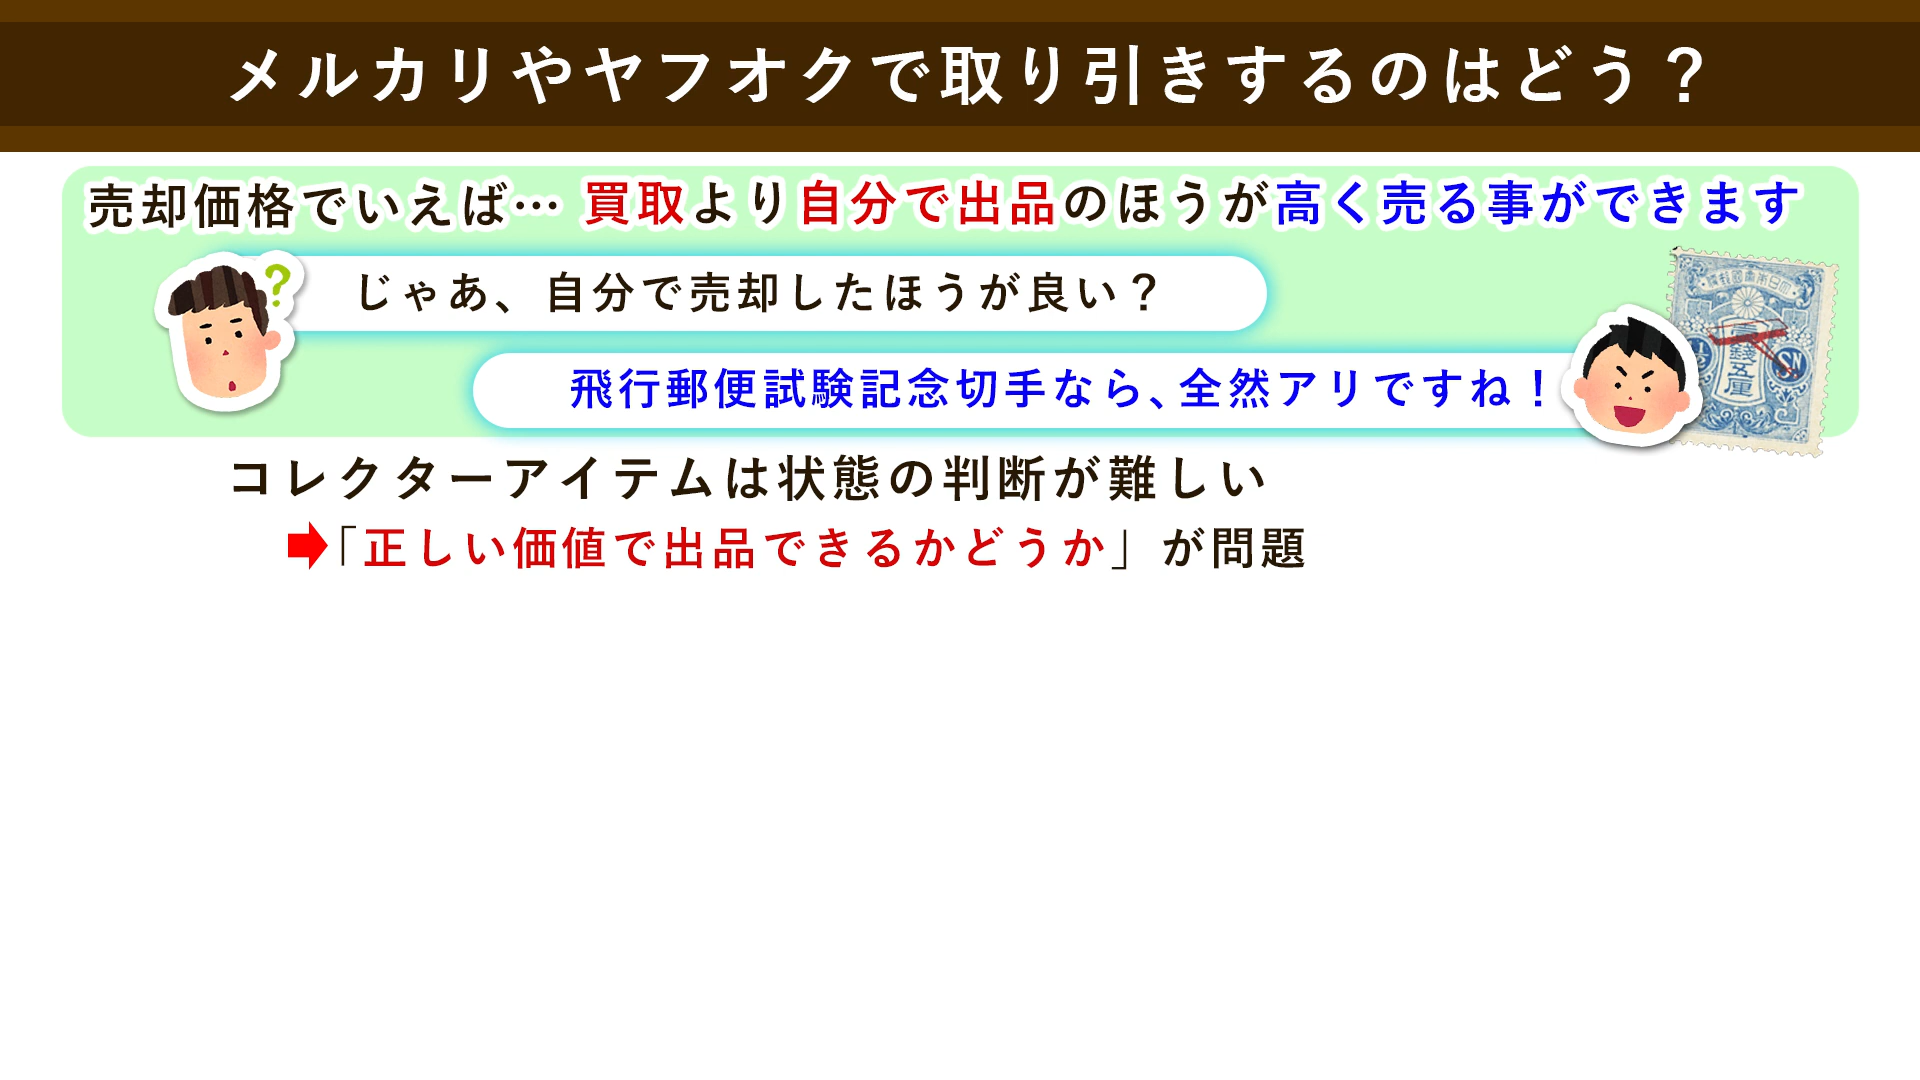 メルカリやヤフオクで取り引きするのはどう？
売却価格でいえば… 買取より自分で出品のほうが高く売る事ができます
?
じゃあ、自分で売却したほうが良い？
飛行郵便試験記念切手なら、全然アリですね！
壹錢五厘
SN
コレクターアイテムは状態の判断が難しい
➡「正しい価値で出品できるかどうか」が問題